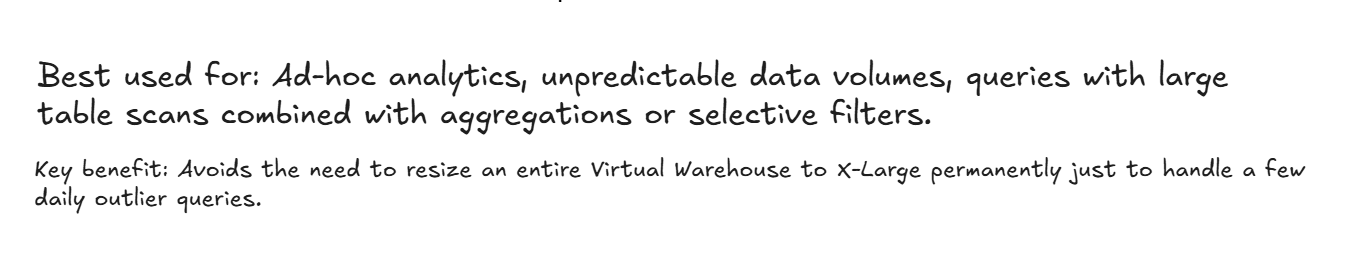 Best used for: Ad-hoc analytics, unpredictable data volumes, queries with large
table scans combined with aggregations or selective filters.
Key benefit: Avoids the need to resize an entire Virtual Warehouse to X-Large permanently just to handle a few
daily outlier queries.